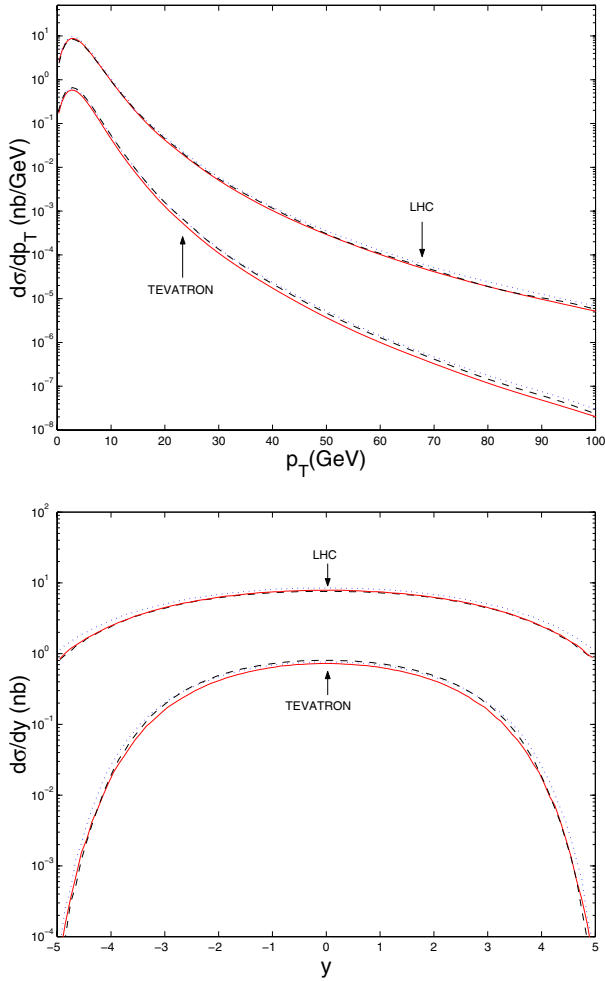 10^1
10^0
10^-1
10^-2
10^-3
10^-4
10^-5
10^-6
10^-7
10^-8
dσ/dp_T (nb/GeV)
LHC
TEVATRON
0 10 20 30 40 50 60 70 80 90 100
p_T(GeV)
10^2
10^1
10^0
10^-1
10^-2
10^-3
10^-4
dσ/dy (nb)
LHC
TEVATRON
−5 −4 −3 −2 −1 0 1 2 3 4 5
y